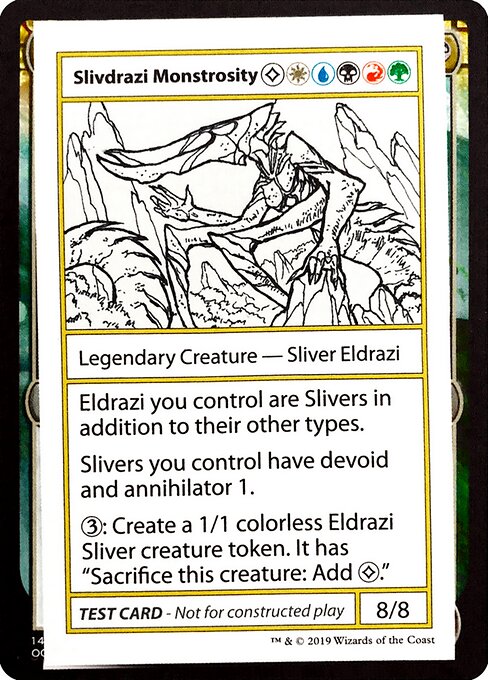 Slivdrazi Monstrosity
Legendary Creature — Sliver Eldrazi
Eldrazi you control are Slivers in
addition to their other types.
Slivers you control have devoid
and annihilator 1.
③: Create a 1/1 colorless Eldrazi
Sliver creature token. It has
“Sacrifice this creature: Add .”
TEST CARD - Not for constructed play
8/8
™ & © 2019 Wizards of the Coast